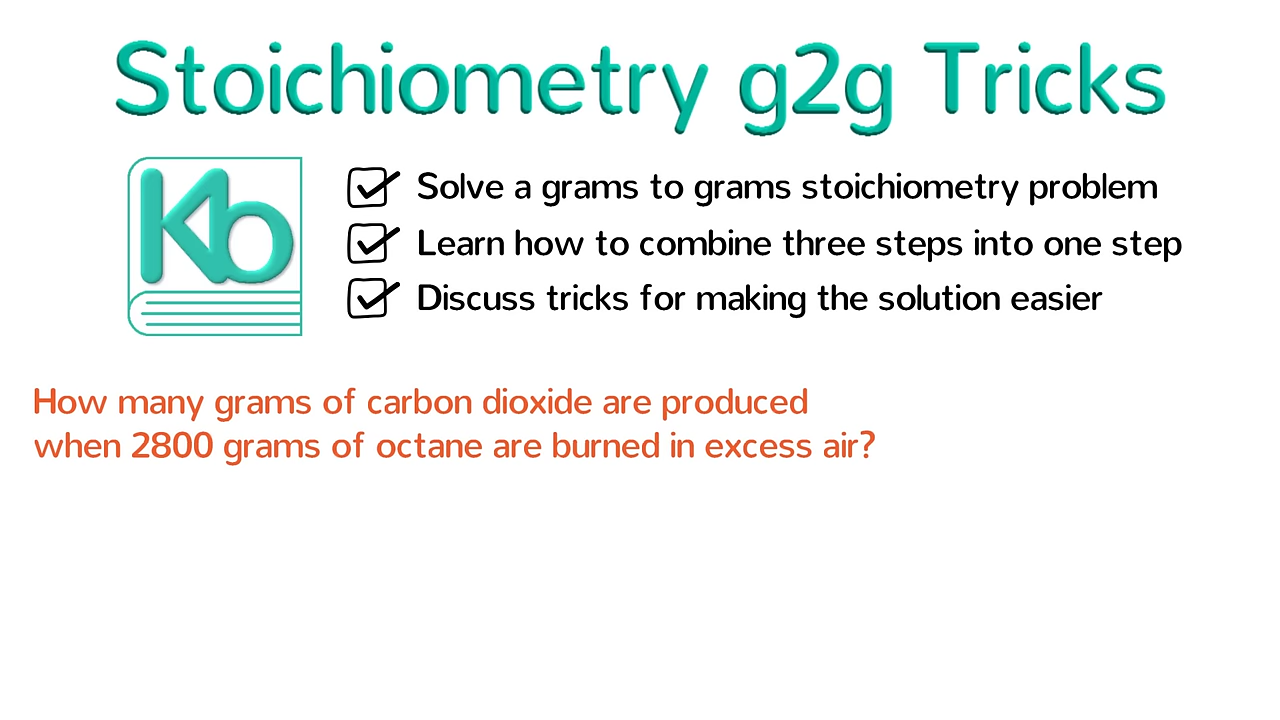 Stoichiometry g2g Tricks
Kb
Solve a grams to grams stoichiometry problem
Learn how to combine three steps into one step
Discuss tricks for making the solution easier
How many grams of carbon dioxide are produced
when 2800 grams of octane are burned in excess air?